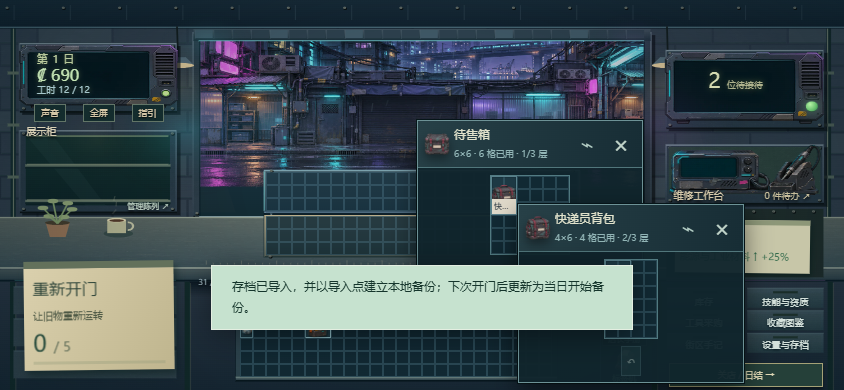 第 1 日
₡ 690
工时 12 / 12
声音
全屏
指引
展示柜
管理陈列 ↗
2 位待接待
维修工作台
0 件待办 ↗
待售箱
6×6 · 6 格已用 · 1/3 层
快...
快递员背包
4×6 · 4 格已用 · 2/3 层
↑ +25%
重新开门
让旧物重新运转
0 / 5
31
存档已导入，并以导入点建立本地备份；下次开门后更新为当日开始备
份。
技能与资质
收藏图鉴
设置与存档
日结 →